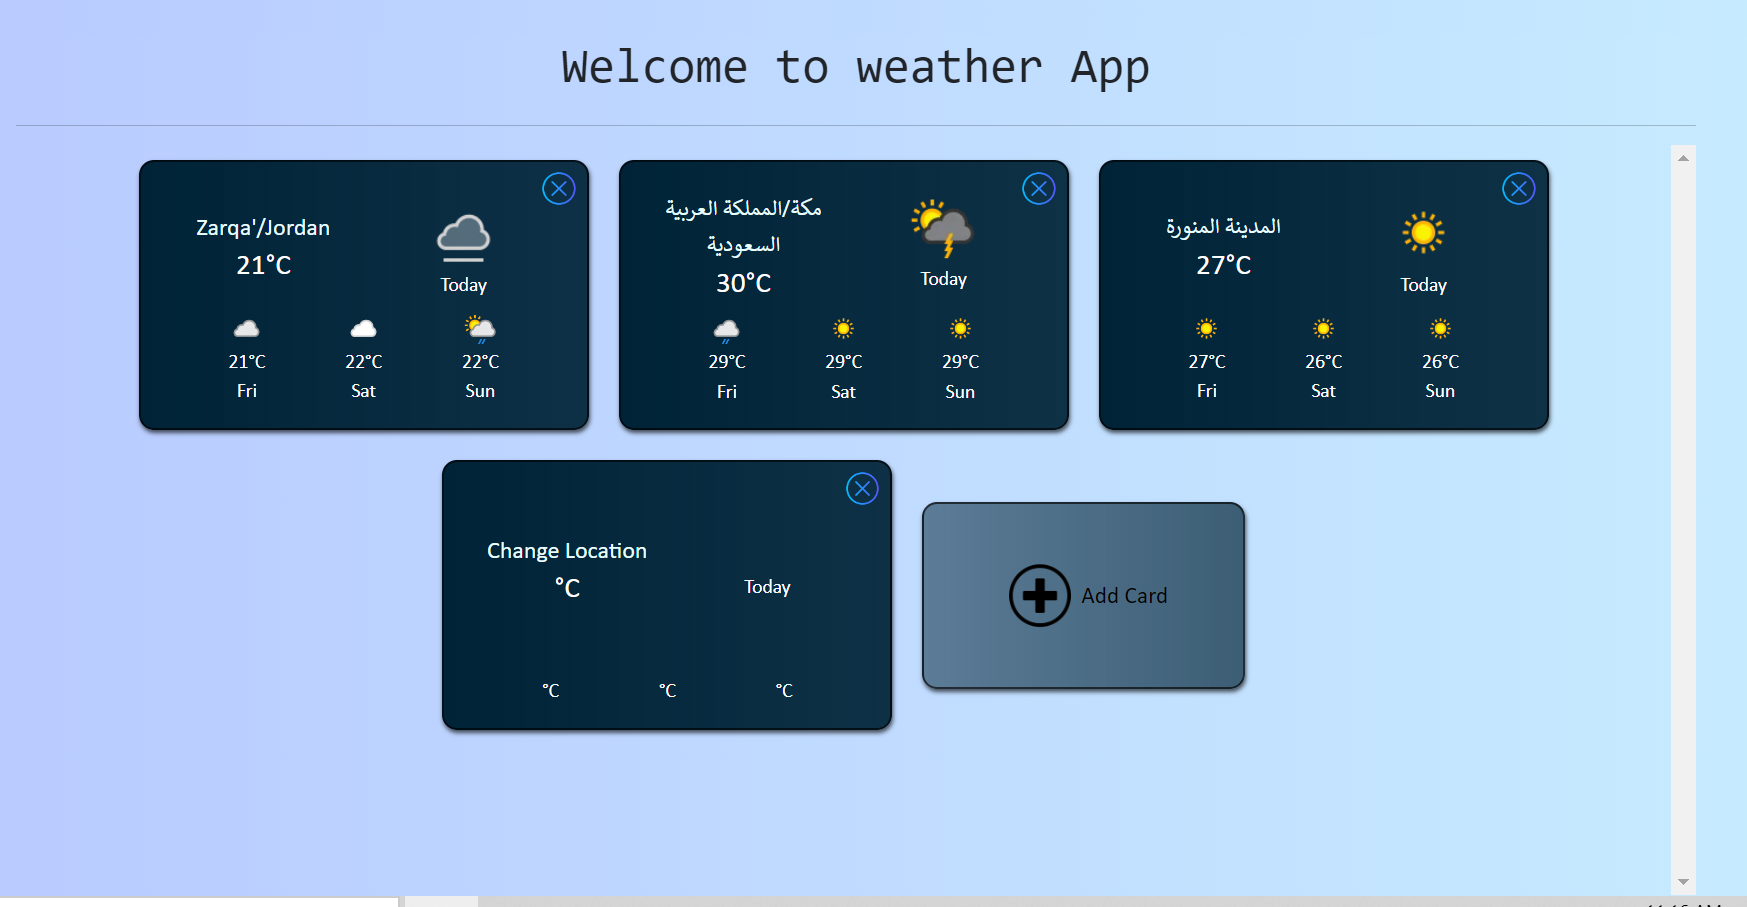 Welcome to weather App
Zarqa'/Jordan
21°C
Today
21°C 22°C 22°C
Fri Sat Sun
مكة/المملكة العربية
السعودية
30°C
Today
29°C 29°C 29°C
Fri Sat Sun
المدينة المنورة
27°C
Today
27°C 26°C 26°C
Fri Sat Sun
Change Location
°C
Today
°C °C °C
Add Card